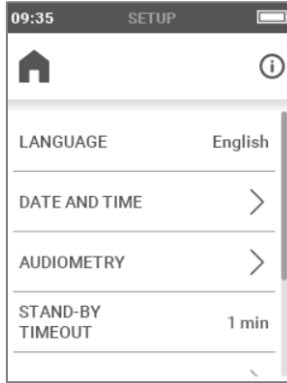 09:35 SETUP
LANGUAGE English
DATE AND TIME
AUDIOMETRY
STAND-BY
TIMEOUT 1 min